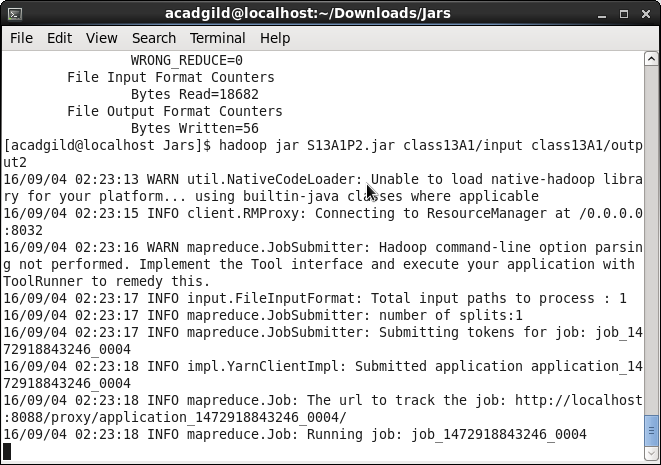 acadgild@localhost:~/Downloads/Jars
File Edit View Search Terminal Help
WRONG_REDUCE=0
File Input Format Counters
Bytes Read=18682
File Output Format Counters
Bytes Written=56
[acadgild@localhost Jars]$ hadoop jar S13A1P2.jar class13A1/input class13A1/outp
ut2
16/09/04 02:23:13 WARN util.NativeCodeLoader: Unable to load native-hadoop libra
ry for your platform... using builtin-java classes where applicable
16/09/04 02:23:15 INFO client.RMProxy: Connecting to ResourceManager at /0.0.0.0
:8032
16/09/04 02:23:16 WARN mapreduce.JobSubmitter: Hadoop command-line option parsin
g not performed. Implement the Tool interface and execute your application with
ToolRunner to remedy this.
16/09/04 02:23:17 INFO input.FileInputFormat: Total input paths to process : 1
16/09/04 02:23:17 INFO mapreduce.JobSubmitter: number of splits:1
16/09/04 02:23:17 INFO mapreduce.JobSubmitter: Submitting tokens for job: job_14
72918843246_0004
16/09/04 02:23:18 INFO impl.YarnClientImpl: Submitted application application_14
72918843246_0004
16/09/04 02:23:18 INFO mapreduce.Job: The url to track the job: http://localhost
:8088/proxy/application_1472918843246_0004/
16/09/04 02:23:18 INFO mapreduce.Job: Running job: job_1472918843246_0004